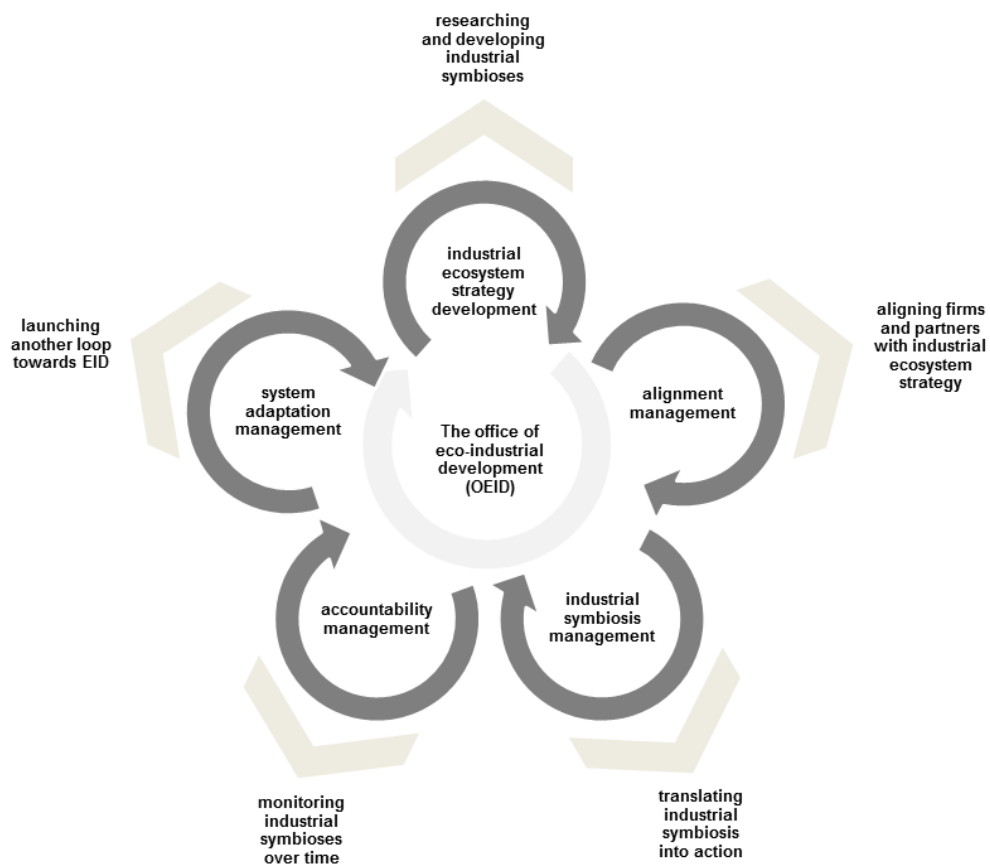 researching
and developing
industrial
symbioses
industrial
ecosystem
strategy
development
aligning firms
and partners
with industrial
ecosystem
strategy
alignment
management
launching
another loop
towards EID
system
adaptation
management
The office of
eco-industrial
development
(OEID)
industrial
symbiosis
management
accountability
management
translating
industrial
symbiosis
into action
monitoring
industrial
symbioses
over time